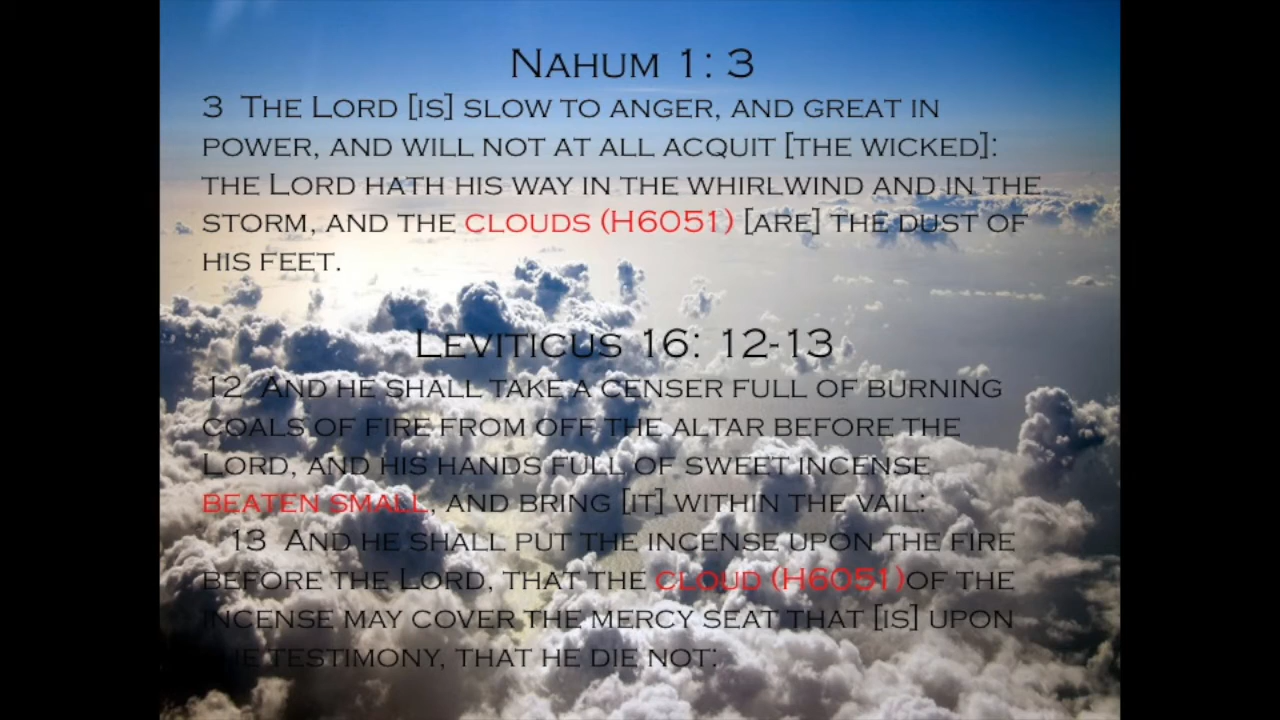 Nahum 1: 3
3 The Lord [is] slow to anger, and great in
power, and will not at all acquit [the wicked]:
the Lord hath his way in the whirlwind and in the
storm, and the clouds (H6051) [are] the dust of
his feet.
Leviticus 16: 12-13
12 And he shall take a censer full of burning
coals of fire from off the altar before the
Lord, and his hands full of sweet incense
beaten small, and bring [it] within the vail:
13 And he shall put the incense upon the fire
before the Lord, that the cloud (H6051)of the
incense may cover the mercy seat that [is] upon
the testimony, that he die not: